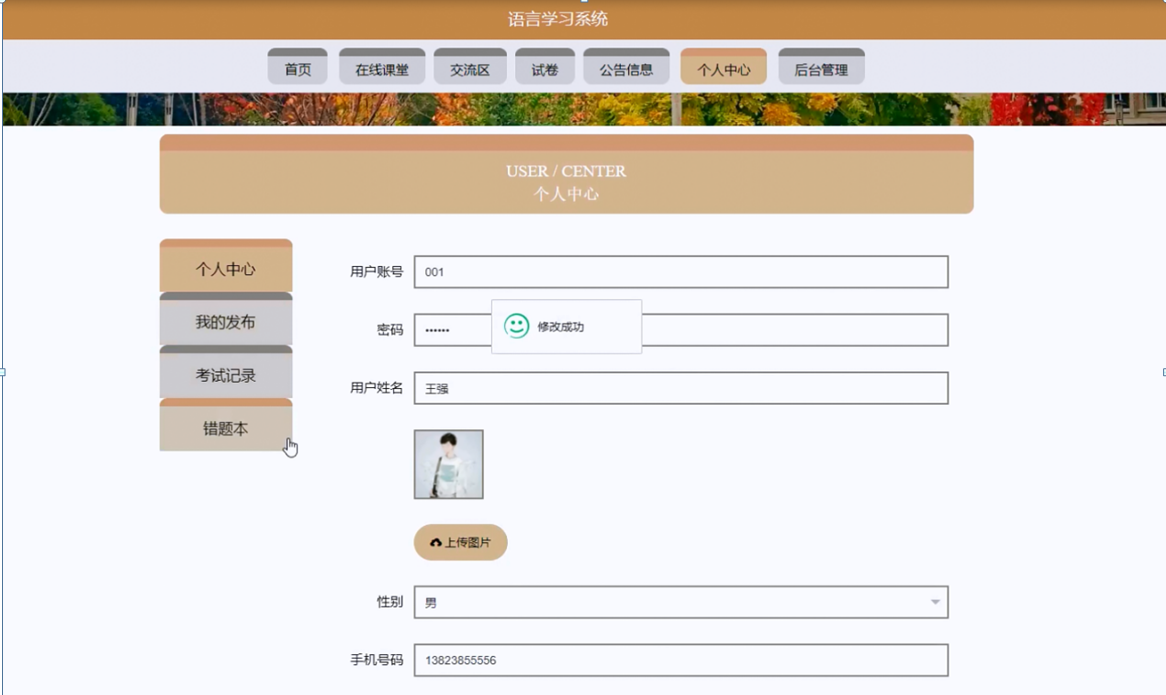 语言学习系统
首页 在线课堂 交流区 试卷 公告信息 个人中心 后台管理
USER / CENTER
个人中心
个人中心
我的发布
考试记录
错题本
用户账号 001
密码 ••••••
修改成功
用户姓名 王强
上传图片
性别 男
手机号码 13823855556